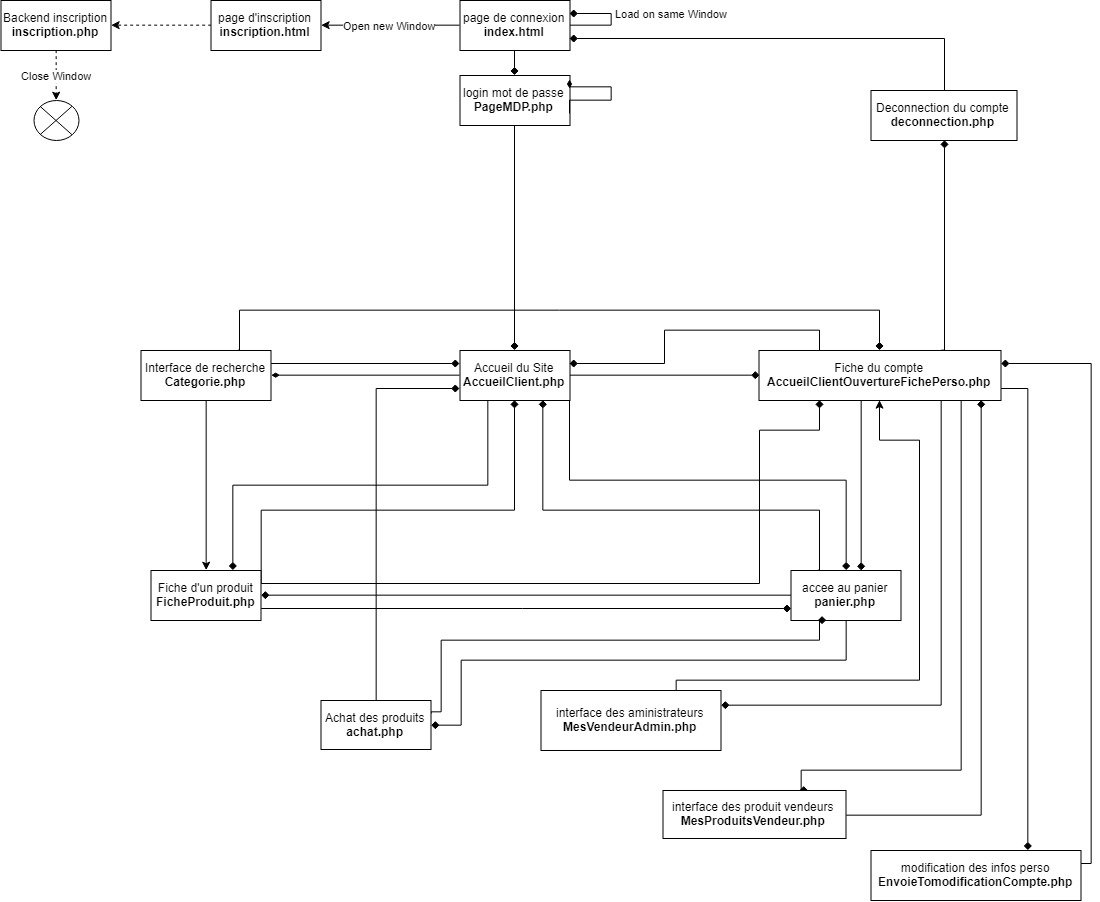 Backend inscription
inscription.php
page d'inscription
inscription.html
Open new Window
page de connexion
index.html
Load on same Window
Close Window
login mot de passe
PageMDP.php
Deconnection du compte
deconnection.php
Interface de recherche
Categorie.php
Accueil du Site
AccueilClient.php
Fiche du compte
AccueilClientOuvertureFichePerso.php
Fiche d'un produit
FicheProduit.php
accee au panier
panier.php
Achat des produits
achat.php
interface des aministrateurs
MesVendeurAdmin.php
interface des produit vendeurs
MesProduitsVendeur.php
modification des infos perso
EnvoieTomodificationCompte.php